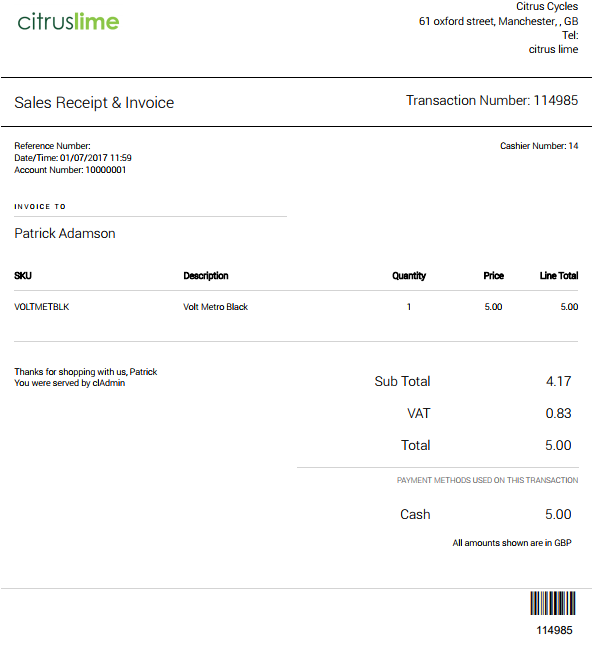 citruslime
Citrus Cycles
61 oxford street, Manchester, , GB
Tel:
citrus lime
Sales Receipt & Invoice
Transaction Number: 114985
Reference Number:
Date/Time: 01/07/2017 11:59
Account Number: 10000001
Cashier Number: 14
INVOICE TO
Patrick Adamson
SKU Description Quantity Price Line Total
VOLTMETBLK Volt Metro Black 1 5.00 5.00
Thanks for shopping with us, Patrick
You were served by clAdmin
Sub Total 4.17
VAT 0.83
Total 5.00
PAYMENT METHODS USED ON THIS TRANSACTION
Cash 5.00
All amounts shown are in GBP
114985